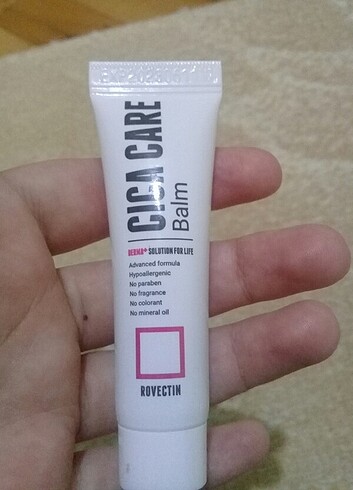 CICA CARE
Balm
DERMA+ SOLUTION FOR LIFE
Advanced formula
Hypoallergenic
No paraben
No fragrance
No colorant
No mineral oil
ROVECTIN